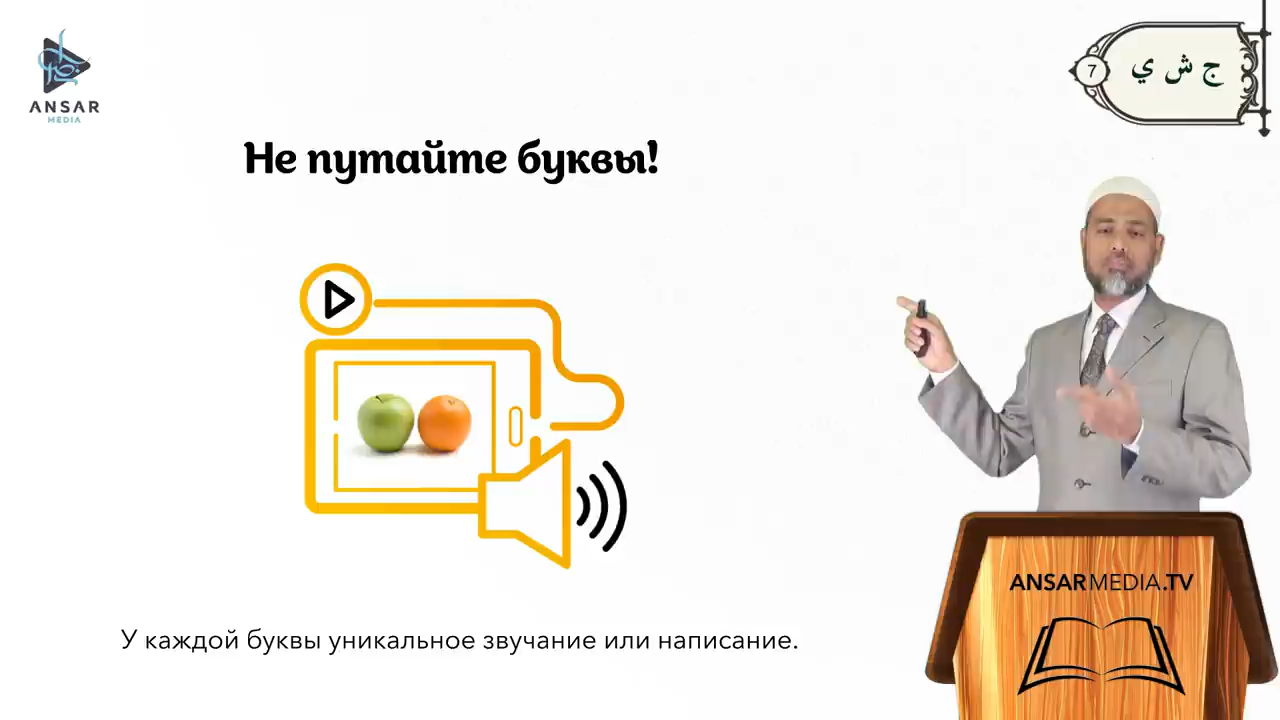 ANSAR
MEDIA
7
ج ش ي
Не путайте буквы!
У каждой буквы уникальное звучание или написание.
ANSARMEDIA.TV